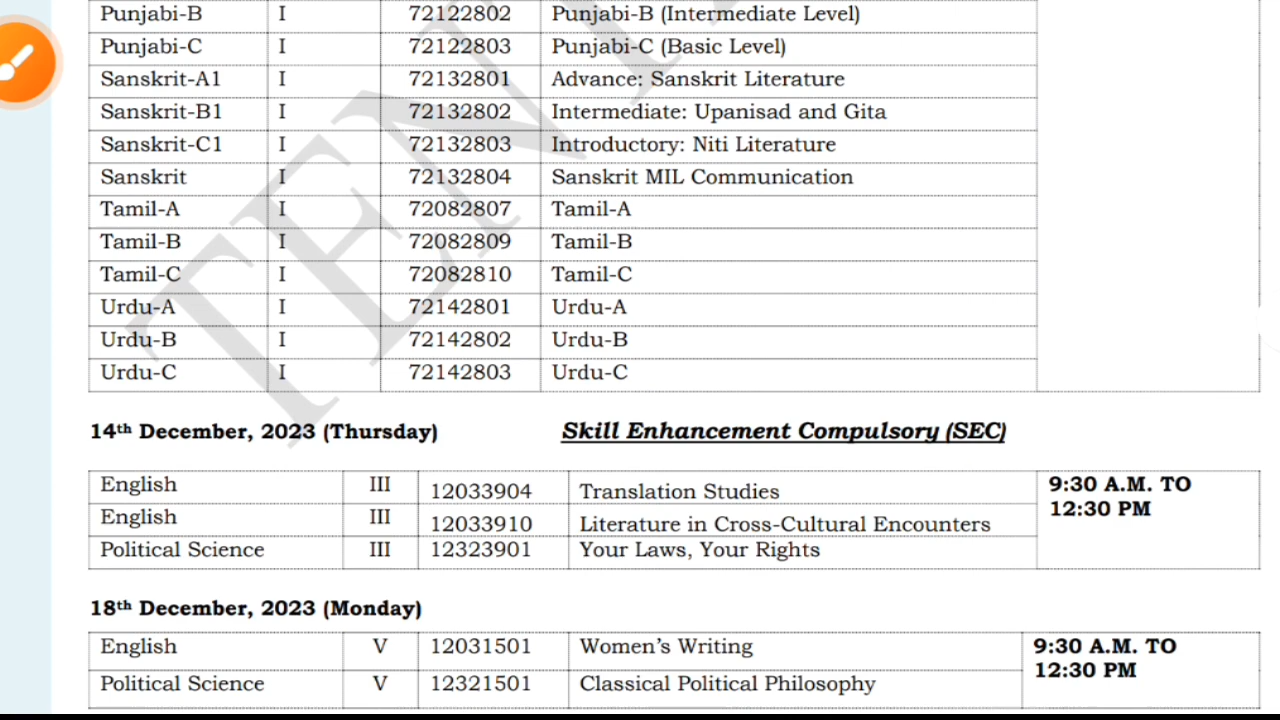 Punjabi-B I 72122802 Punjabi-B (Intermediate Level)
Punjabi-C I 72122803 Punjabi-C (Basic Level)
Sanskrit-A1 I 72132801 Advance: Sanskrit Literature
Sanskrit-B1 I 72132802 Intermediate: Upanisad and Gita
Sanskrit-C1 I 72132803 Introductory: Niti Literature
Sanskrit I 72132804 Sanskrit MIL Communication
Tamil-A I 72082807 Tamil-A
Tamil-B I 72082809 Tamil-B
Tamil-C I 72082810 Tamil-C
Urdu-A I 72142801 Urdu-A
Urdu-B I 72142802 Urdu-B
Urdu-C I 72142803 Urdu-C
14th December, 2023 (Thursday) Skill Enhancement Compulsory (SEC)
English III 12033904 Translation Studies 9:30 A.M. TO
12:30 PM
English III 12033910 Literature in Cross-Cultural Encounters
Political Science III 12323901 Your Laws, Your Rights
18th December, 2023 (Monday)
English V 12031501 Women's Writing 9:30 A.M. TO
12:30 PM
Political Science V 12321501 Classical Political Philosophy
TEN